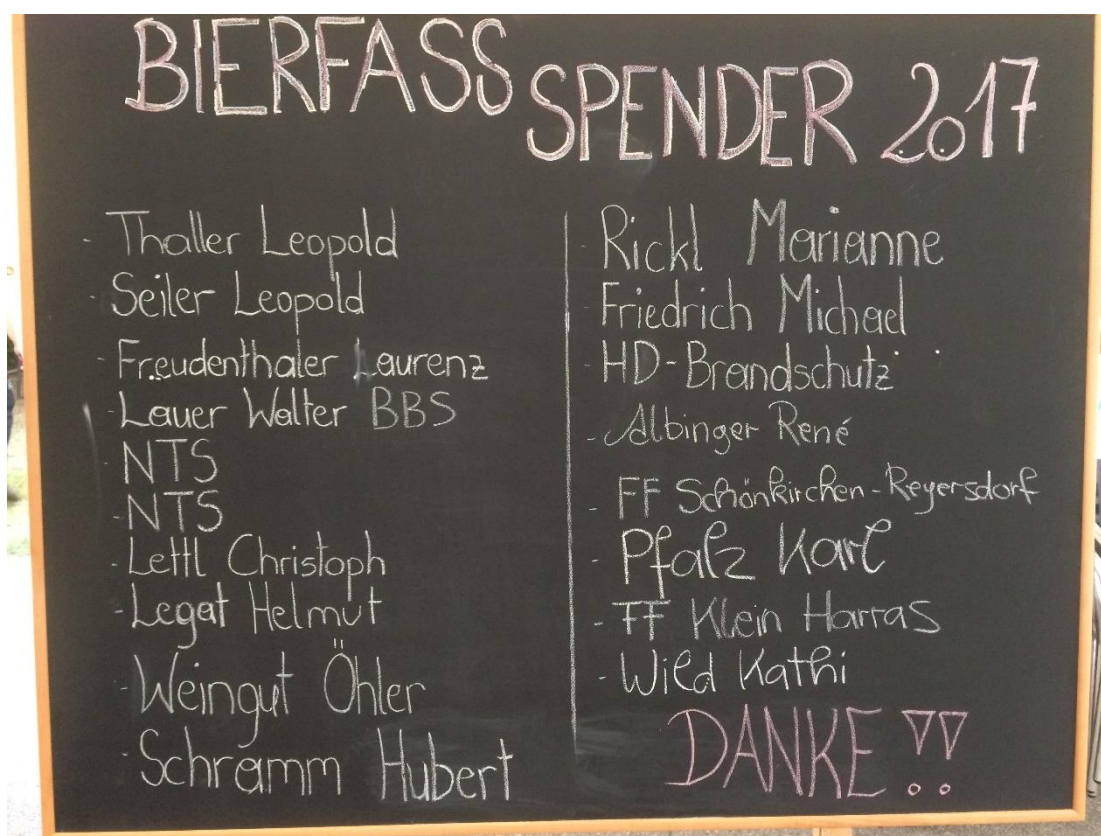 BIERFASS
SPENDER 2017
- Thaller Leopold
- Seiler Leopold
- Freudenthaler Laurenz
- Lauer Walter BBS
- NTS
- NTS
- Lettl Christoph
- Legat Helmut
- Weingut Öhler
- Schramm Hubert
- Rickl Marianne
- Friedrich Michael
- HD-Brandschutz
- Albinger René
- FF Schönkirchen-Reyersdorf
- Pfalz Karl
- FF Klein Harras
- Wild Kathi
DANKE !!